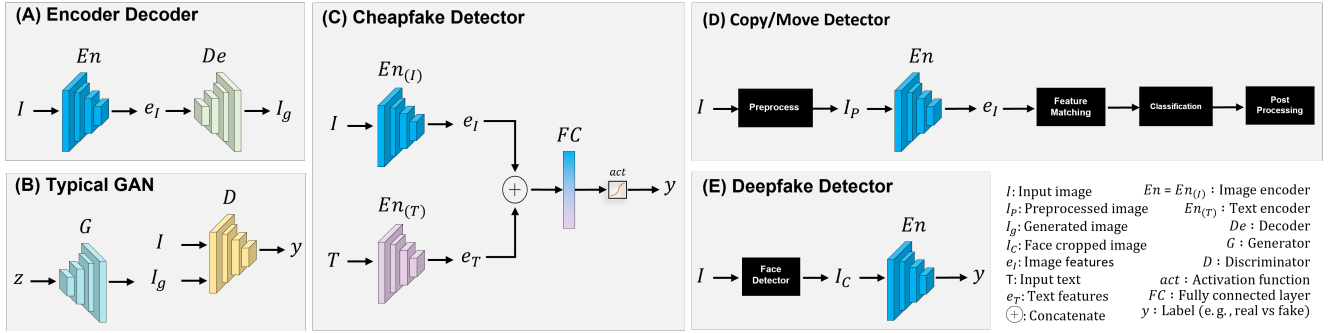 (A) Encoder Decoder
En
De
I
e_I
I_g
(B) Typical GAN
D
G
I
y
z
I_g
(C) Cheapfake Detector
En_(I)
I
e_I
FC
act
+
y
En_(T)
T
e_T
(D) Copy/Move Detector
En
I
Preprocess
I_P
e_I
Feature
Matching
Classification
Post
Processing
(E) Deepfake Detector
En
I
Face
Detector
I_C
y
I: Input image
I_P: Preprocessed image
I_g: Generated image
I_C: Face cropped image
e_I: Image features
T: Input text
e_T: Text features
+: Concatenate
En = En_(I) : Image encoder
En_(T) : Text encoder
De : Decoder
G : Generator
D : Discriminator
act : Activation function
FC : Fully connected layer
y : Label (e. g., real vs fake)